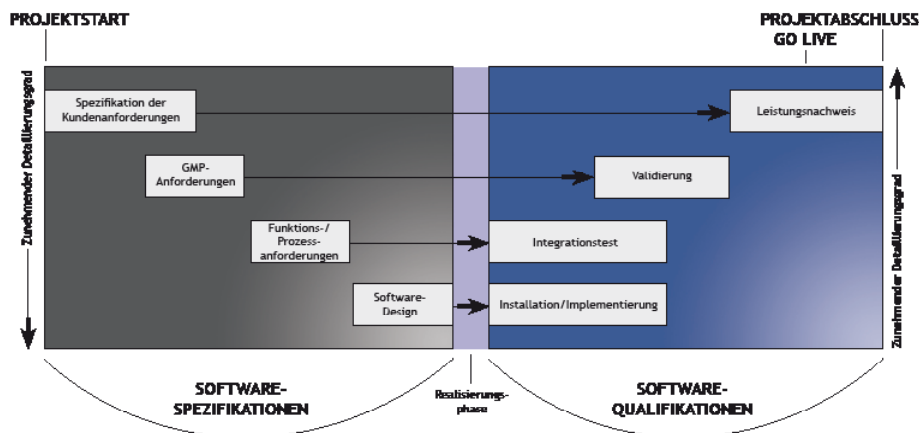 PROJEKTSTART
PROJEKTABSCHLUSS
GO LIVE
Zunehmender Detaillierungsgrad
Spezifikation der
Kundenanforderungen
Leistungsnachweis
GMP-
Anforderungen
Validierung
Funktions-/
Prozess-
anforderungen
Integrationstest
Software-
Design
Installation/Implementierung
Zunehmender Detaillierungsgrad
SOFTWARE-
SPEZIFIKATIONEN
Realisierungs-
phase
SOFTWARE-
QUALIFIKATIONEN